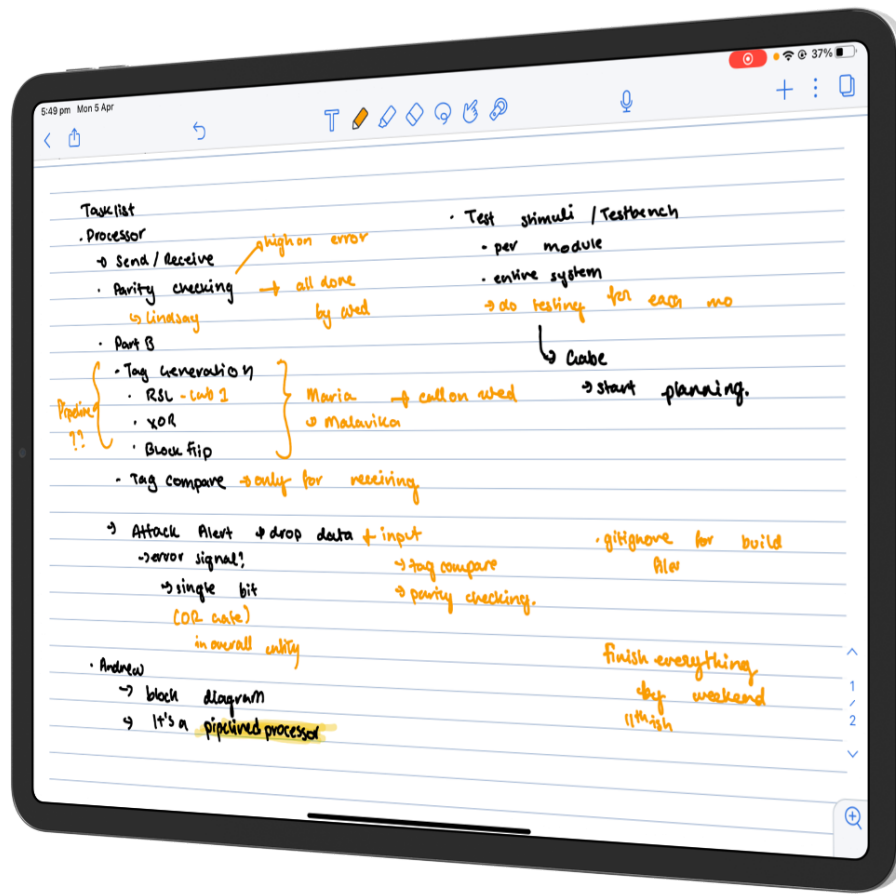 5:49 pm Mon 5 Apr
37%
Tasklist
· Processor
→ Send / Receive
→ high on error
· Parity checking → all done
by wed
↳ Lindsay
· Part B
· Tag Generation
· RSL - Lab 1
· XOR
· Block flip
Pipeline
??
Maria → call on wed
↳ Malavika
· Tag compare → only for receiving
→ Attack Alert → drop data + input
→ error signal?
→ single bit
(OR gate)
in overall entity
→ tag compare
→ parity checking.
· Andrew
→ block diagram
→ It's a pipelined processor
· Test stimuli / Testbench
· per module
· entire system
→ do testing for each mo
↳ Gabe
→ start planning.
· gitignore for build
files
finish everything
by weekend
11th ish
1
/
2